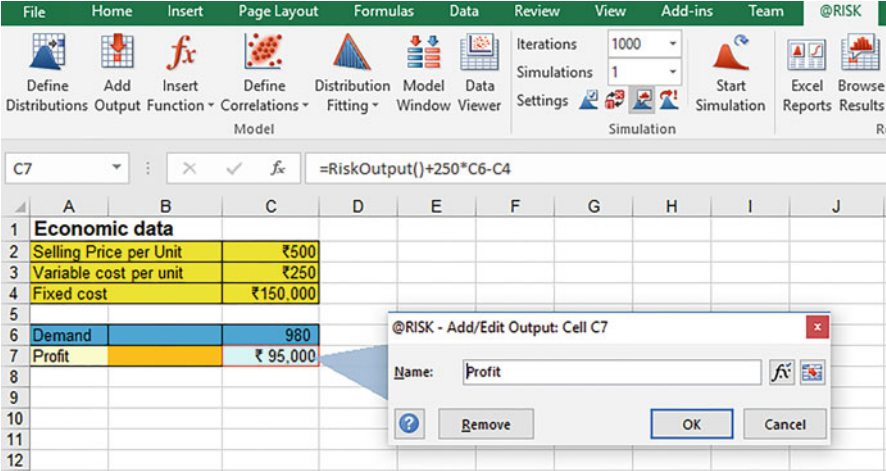 File Home Insert Page Layout Formulas Data Review View Add-ins Team @RISK
Define Distributions
Add Output
Insert Function
Define Correlations
Distribution Fitting
Model Window
Data Viewer
Iterations 1000
Simulations 1
Settings
Start Simulation
Excel Reports
Browse Results
Model
Simulation
R
C7 fx =RiskOutput()+250*C6-C4
A B C D E F G H I J
1 Economic data
2 Selling Price per Unit ₹500
3 Variable cost per unit ₹250
4 Fixed cost ₹150,000
5
6 Demand 980
7 Profit ₹ 95,000
8
9
10
11
12
@RISK - Add/Edit Output: Cell C7
x
Name: Profit
fx
? Remove OK Cancel